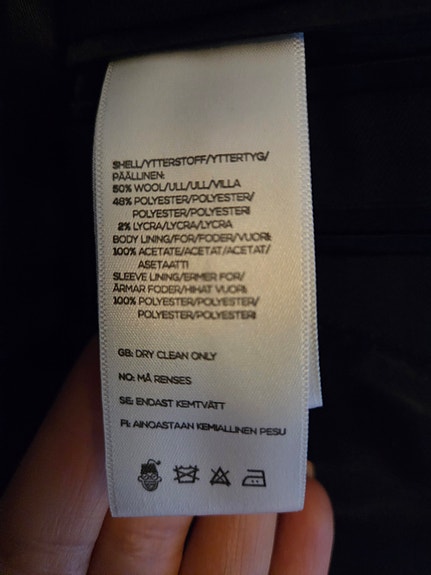 SHELL/YTTERSTOFF/YTTERTYG/
PÄÄLLINEN:
50% WOOL/ULL/ULL/VILLA
48% POLYESTER/POLYESTER/
POLYESTER/POLYESTERI
2% LYCRA/LYCRA/LYCRA
BODY LINING/FOR/FODER/VUORI:
100% ACETATE/ACETAT/ACETAT/
ASETAATTI
SLEEVE LINING/ERMER FOR/
ÄRMAR FODER/HIHAT VUORI:
100% POLYESTER/POLYESTER/
POLYESTER/POLYESTERI
GB: DRY CLEAN ONLY
NO: MÅ RENSES
SE: ENDAST KEMTVÄTT
FI: AINOASTAAN KEMIALLINEN PESU